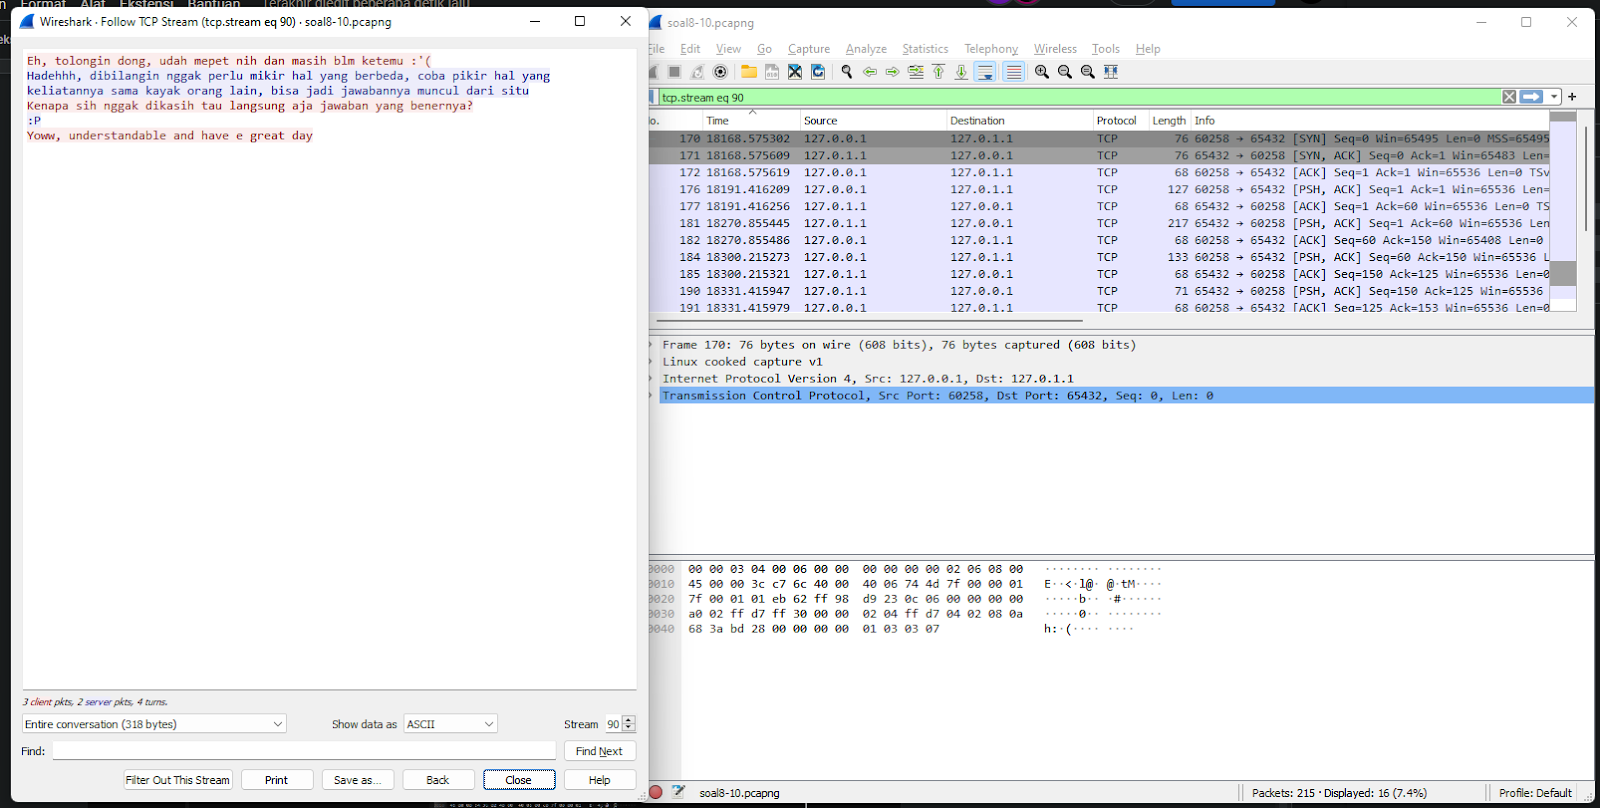 Format Alat Ekstensi Bantuan Terakhir diedit beberapa detik lalu
Wireshark · Follow TCP Stream (tcp.stream eq 90) · soal8-10.pcapng
Eh, tolongin dong, udah mepet nih dan masih blm ketemu :'(
Hadehhh, dibilangin nggak perlu mikir hal yang berbeda, coba pikir hal yang
keliatannya sama kayak orang lain, bisa jadi jawabannya muncul dari situ
Kenapa sih nggak dikasih tau langsung aja jawaban yang benernya?
:P
Yoww, understandable and have e great day
3 client pkts, 2 server pkts, 4 turns.
Entire conversation (318 bytes)
Show data as ASCII
Stream 90
Find:
Find Next
Filter Out This Stream
Print
Save as...
Back
Close
Help
soal8-10.pcapng
File Edit View Go Capture Analyze Statistics Telephony Wireless Tools Help
tcp.stream eq 90
No. Time Source Destination Protocol Length Info
170 18168.575302 127.0.0.1 127.0.1.1 TCP 76 60258 → 65432 [SYN] Seq=0 Win=65495 Len=0 MSS=65495
171 18168.575609 127.0.1.1 127.0.0.1 TCP 76 65432 → 60258 [SYN, ACK] Seq=0 Ack=1 Win=65483 Len=
172 18168.575619 127.0.0.1 127.0.1.1 TCP 68 60258 → 65432 [ACK] Seq=1 Ack=1 Win=65536 Len=0 TSv
176 18191.416209 127.0.0.1 127.0.1.1 TCP 127 60258 → 65432 [PSH, ACK] Seq=1 Ack=1 Win=65536 Len=
177 18191.416256 127.0.1.1 127.0.0.1 TCP 68 65432 → 60258 [ACK] Seq=1 Ack=60 Win=65536 Len=0 TS
181 18270.855445 127.0.1.1 127.0.0.1 TCP 217 65432 → 60258 [PSH, ACK] Seq=1 Ack=60 Win=65536 Len
182 18270.855486 127.0.0.1 127.0.1.1 TCP 68 60258 → 65432 [ACK] Seq=60 Ack=150 Win=65408 Len=0
184 18300.215273 127.0.0.1 127.0.1.1 TCP 133 60258 → 65432 [PSH, ACK] Seq=60 Ack=150 Win=65536 L
185 18300.215321 127.0.1.1 127.0.0.1 TCP 68 65432 → 60258 [ACK] Seq=150 Ack=125 Win=65536 Len=0
190 18331.415947 127.0.1.1 127.0.0.1 TCP 71 65432 → 60258 [PSH, ACK] Seq=150 Ack=125 Win=65536
191 18331.415979 127.0.0.1 127.0.1.1 TCP 68 60258 → 65432 [ACK] Seq=125 Ack=153 Win=65536 Len=0
Frame 170: 76 bytes on wire (608 bits), 76 bytes captured (608 bits)
Linux cooked capture v1
Internet Protocol Version 4, Src: 127.0.0.1, Dst: 127.0.1.1
Transmission Control Protocol, Src Port: 60258, Dst Port: 65432, Seq: 0, Len: 0
0000 00 00 03 04 00 06 00 00 00 00 00 00 02 06 08 00 ········ ········
0010 45 00 00 3c c7 6c 40 00 40 06 74 4d 7f 00 00 01 E··<·l@· @·tM····
0020 7f 00 01 01 eb 62 ff 98 d9 23 0c 06 00 00 00 00 ·····b·· ·#······
0030 a0 02 ff d7 ff 30 00 00 02 04 ff d7 04 02 08 0a ·····0·· ········
0040 68 3a bd 28 00 00 00 00 01 03 03 07 h:·(···· ····
soal8-10.pcapng
Packets: 215 · Displayed: 16 (7.4%)
Profile: Default